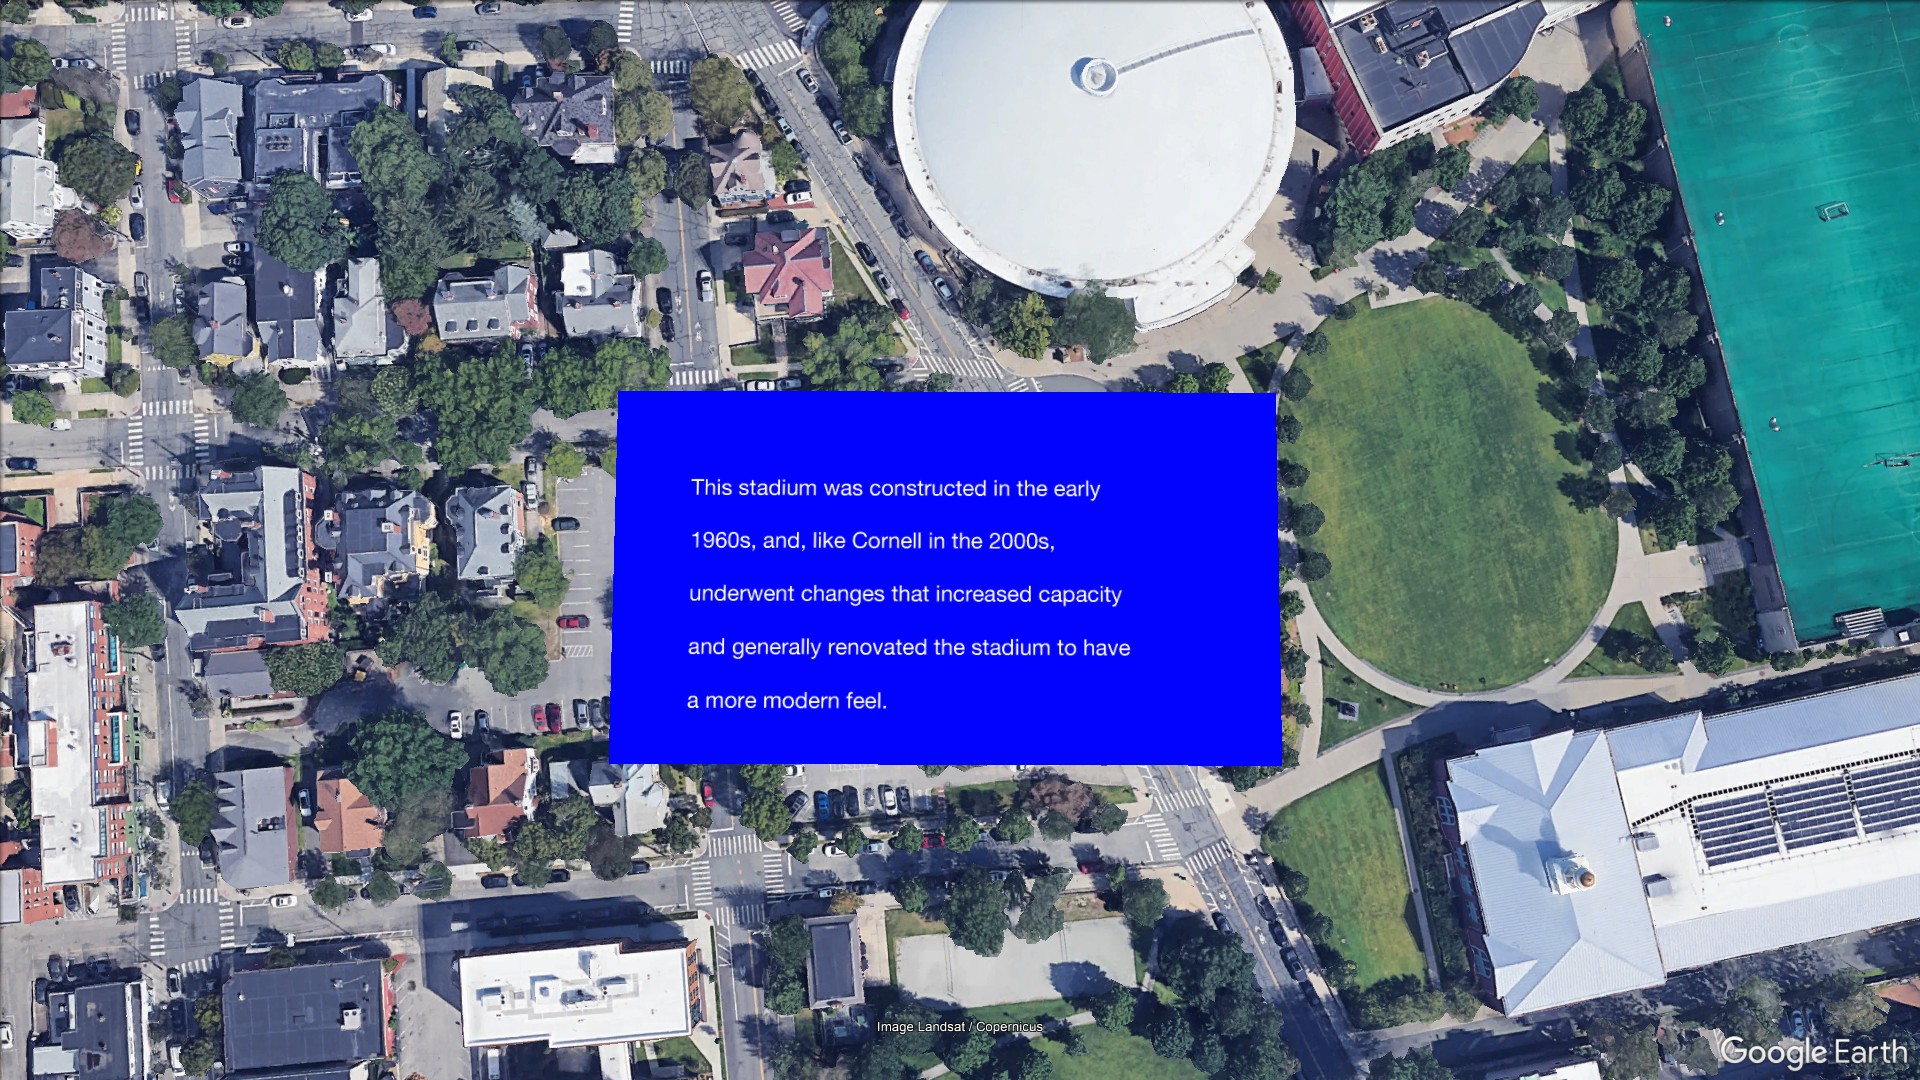 This stadium was constructed in the early
1960s, and, like Cornell in the 2000s,
underwent changes that increased capacity
and generally renovated the stadium to have
a more modern feel.
Image Landsat / Copernicus
Google Earth